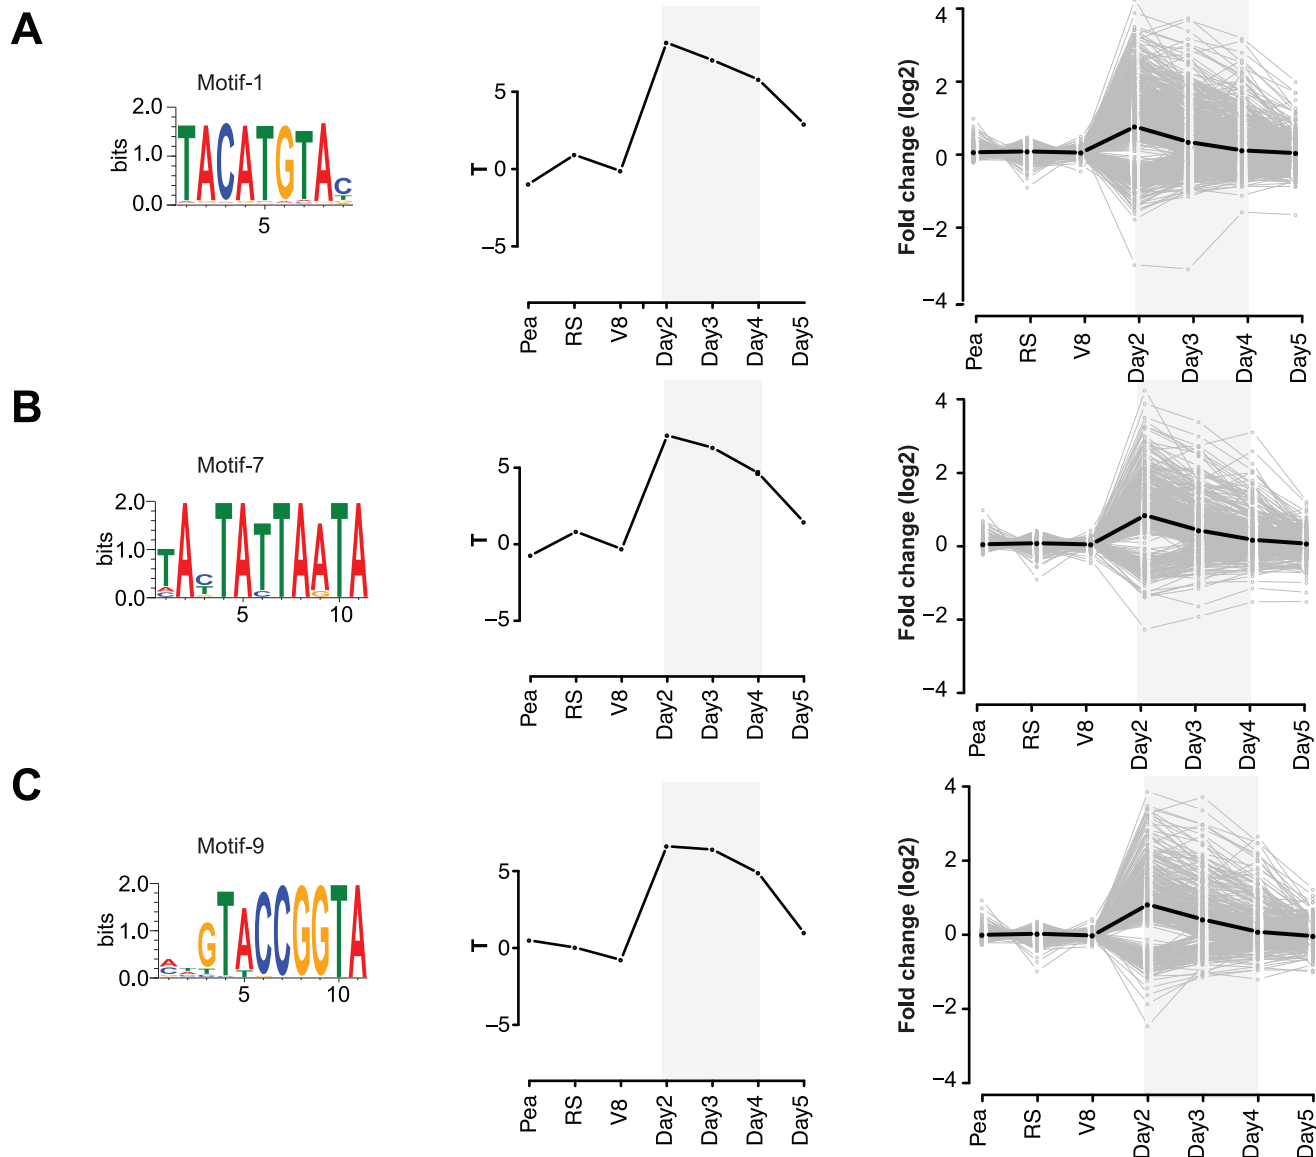 A
Motif-1
bits
2.0
1.0
0.0
TACATGTAC
5
T
5
0
−5
Pea
RS
V8
Day2
Day3
Day4
Day5
Fold change (log2)
4
2
0
−2
−4
Pea
RS
V8
Day2
Day3
Day4
Day5
B
Motif-7
bits
2.0
1.0
0.0
TACTATTAATA
5
10
T
5
0
−5
Pea
RS
V8
Day2
Day3
Day4
Day5
Fold change (log2)
4
2
0
−2
−4
Pea
RS
V8
Day2
Day3
Day4
Day5
C
Motif-9
bits
2.0
1.0
0.0
GTACCGGTA
5
10
T
5
0
−5
Pea
RS
V8
Day2
Day3
Day4
Day5
Fold change (log2)
4
2
0
−2
−4
Pea
RS
V8
Day2
Day3
Day4
Day5